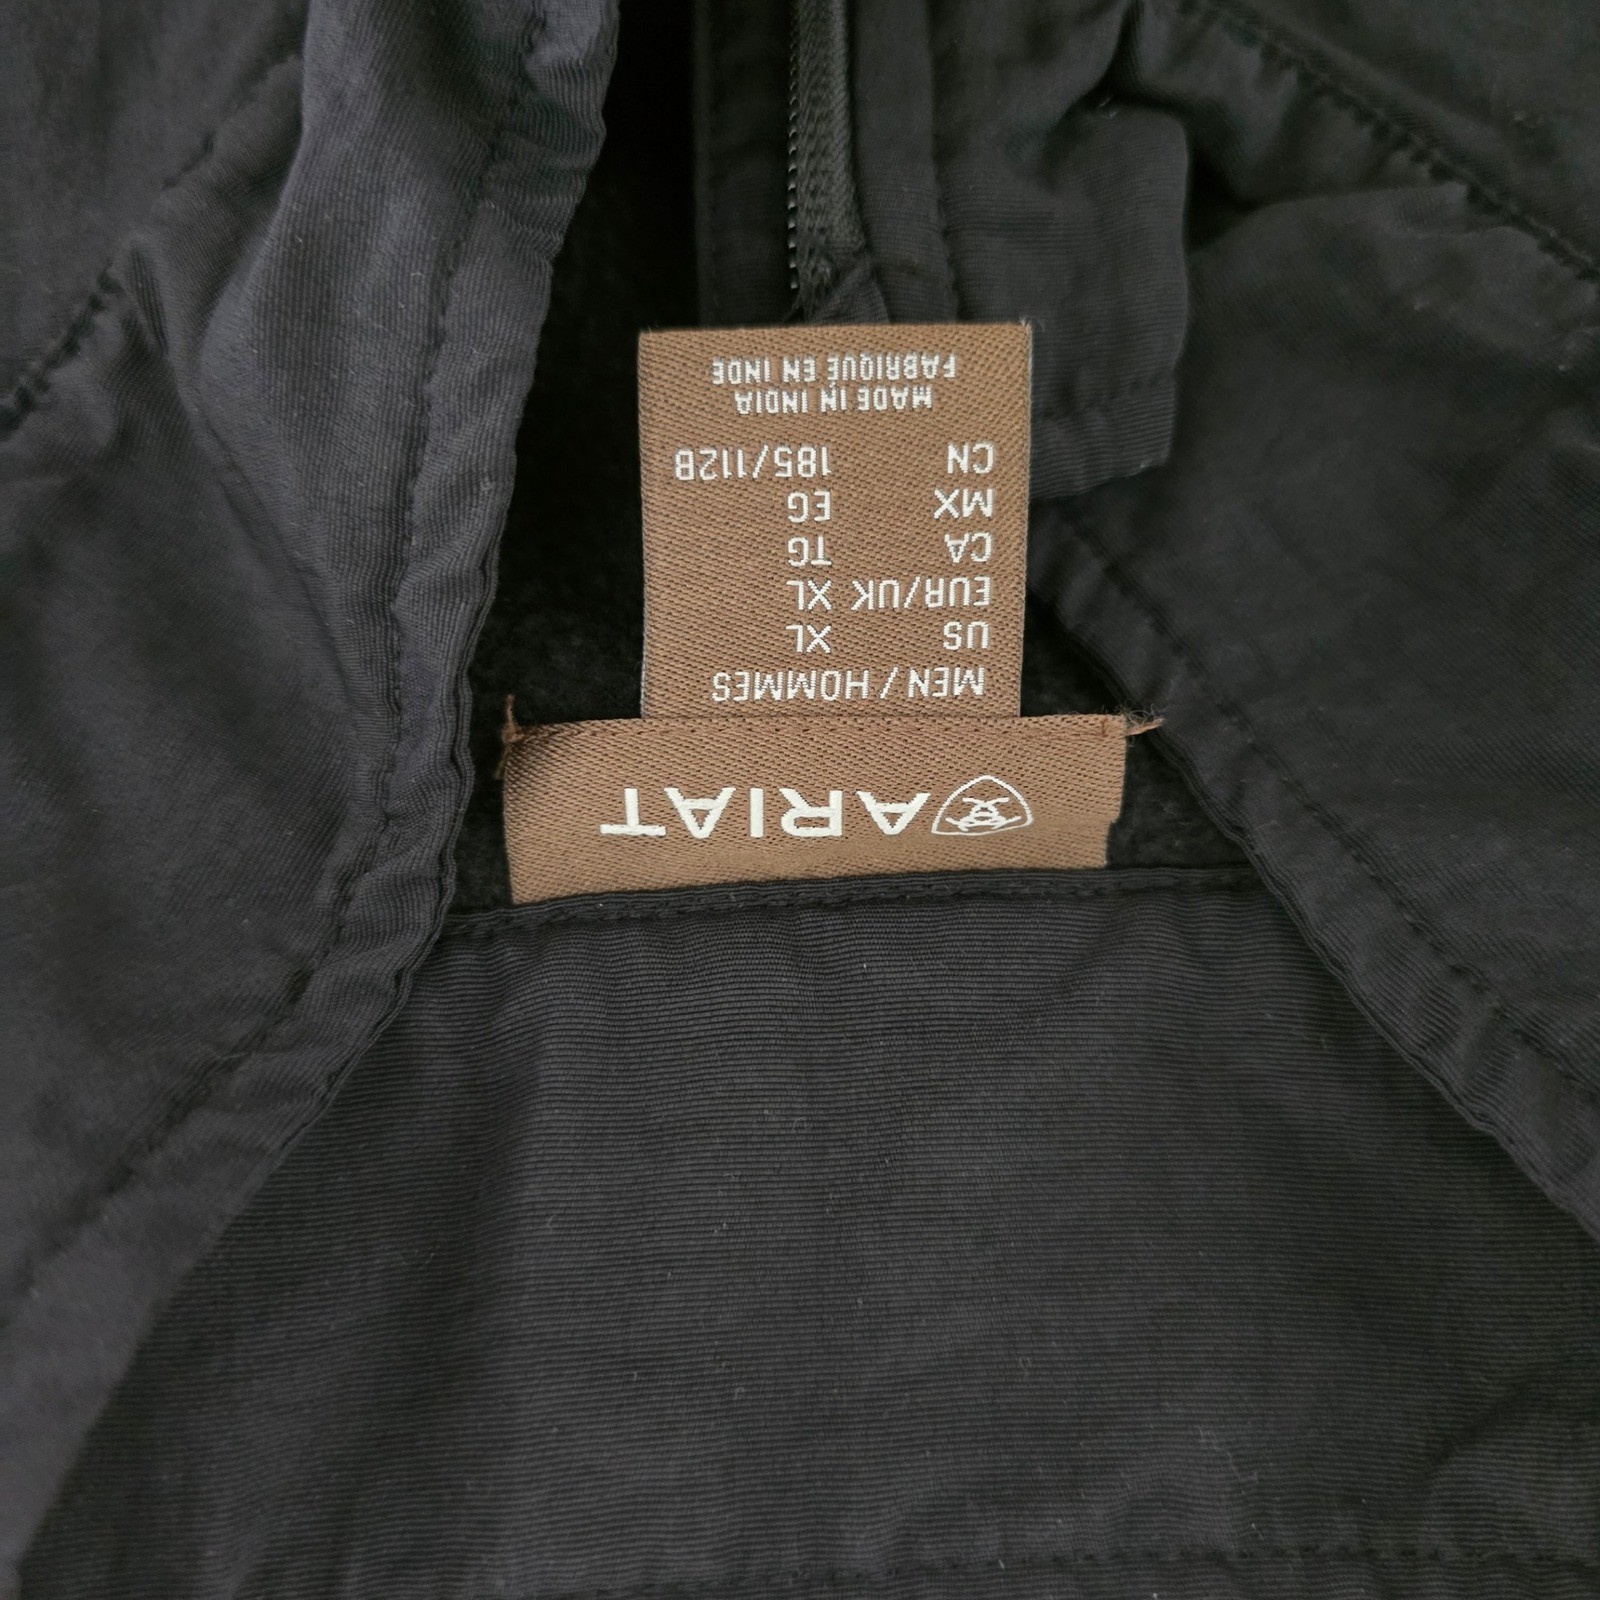 ARIAT
MEN / HOMMES
US XL
EUR/UK XL
CA TG
MX EG
CN 185/112B
MADE IN INDIA
FABRIQUÉ EN INDE